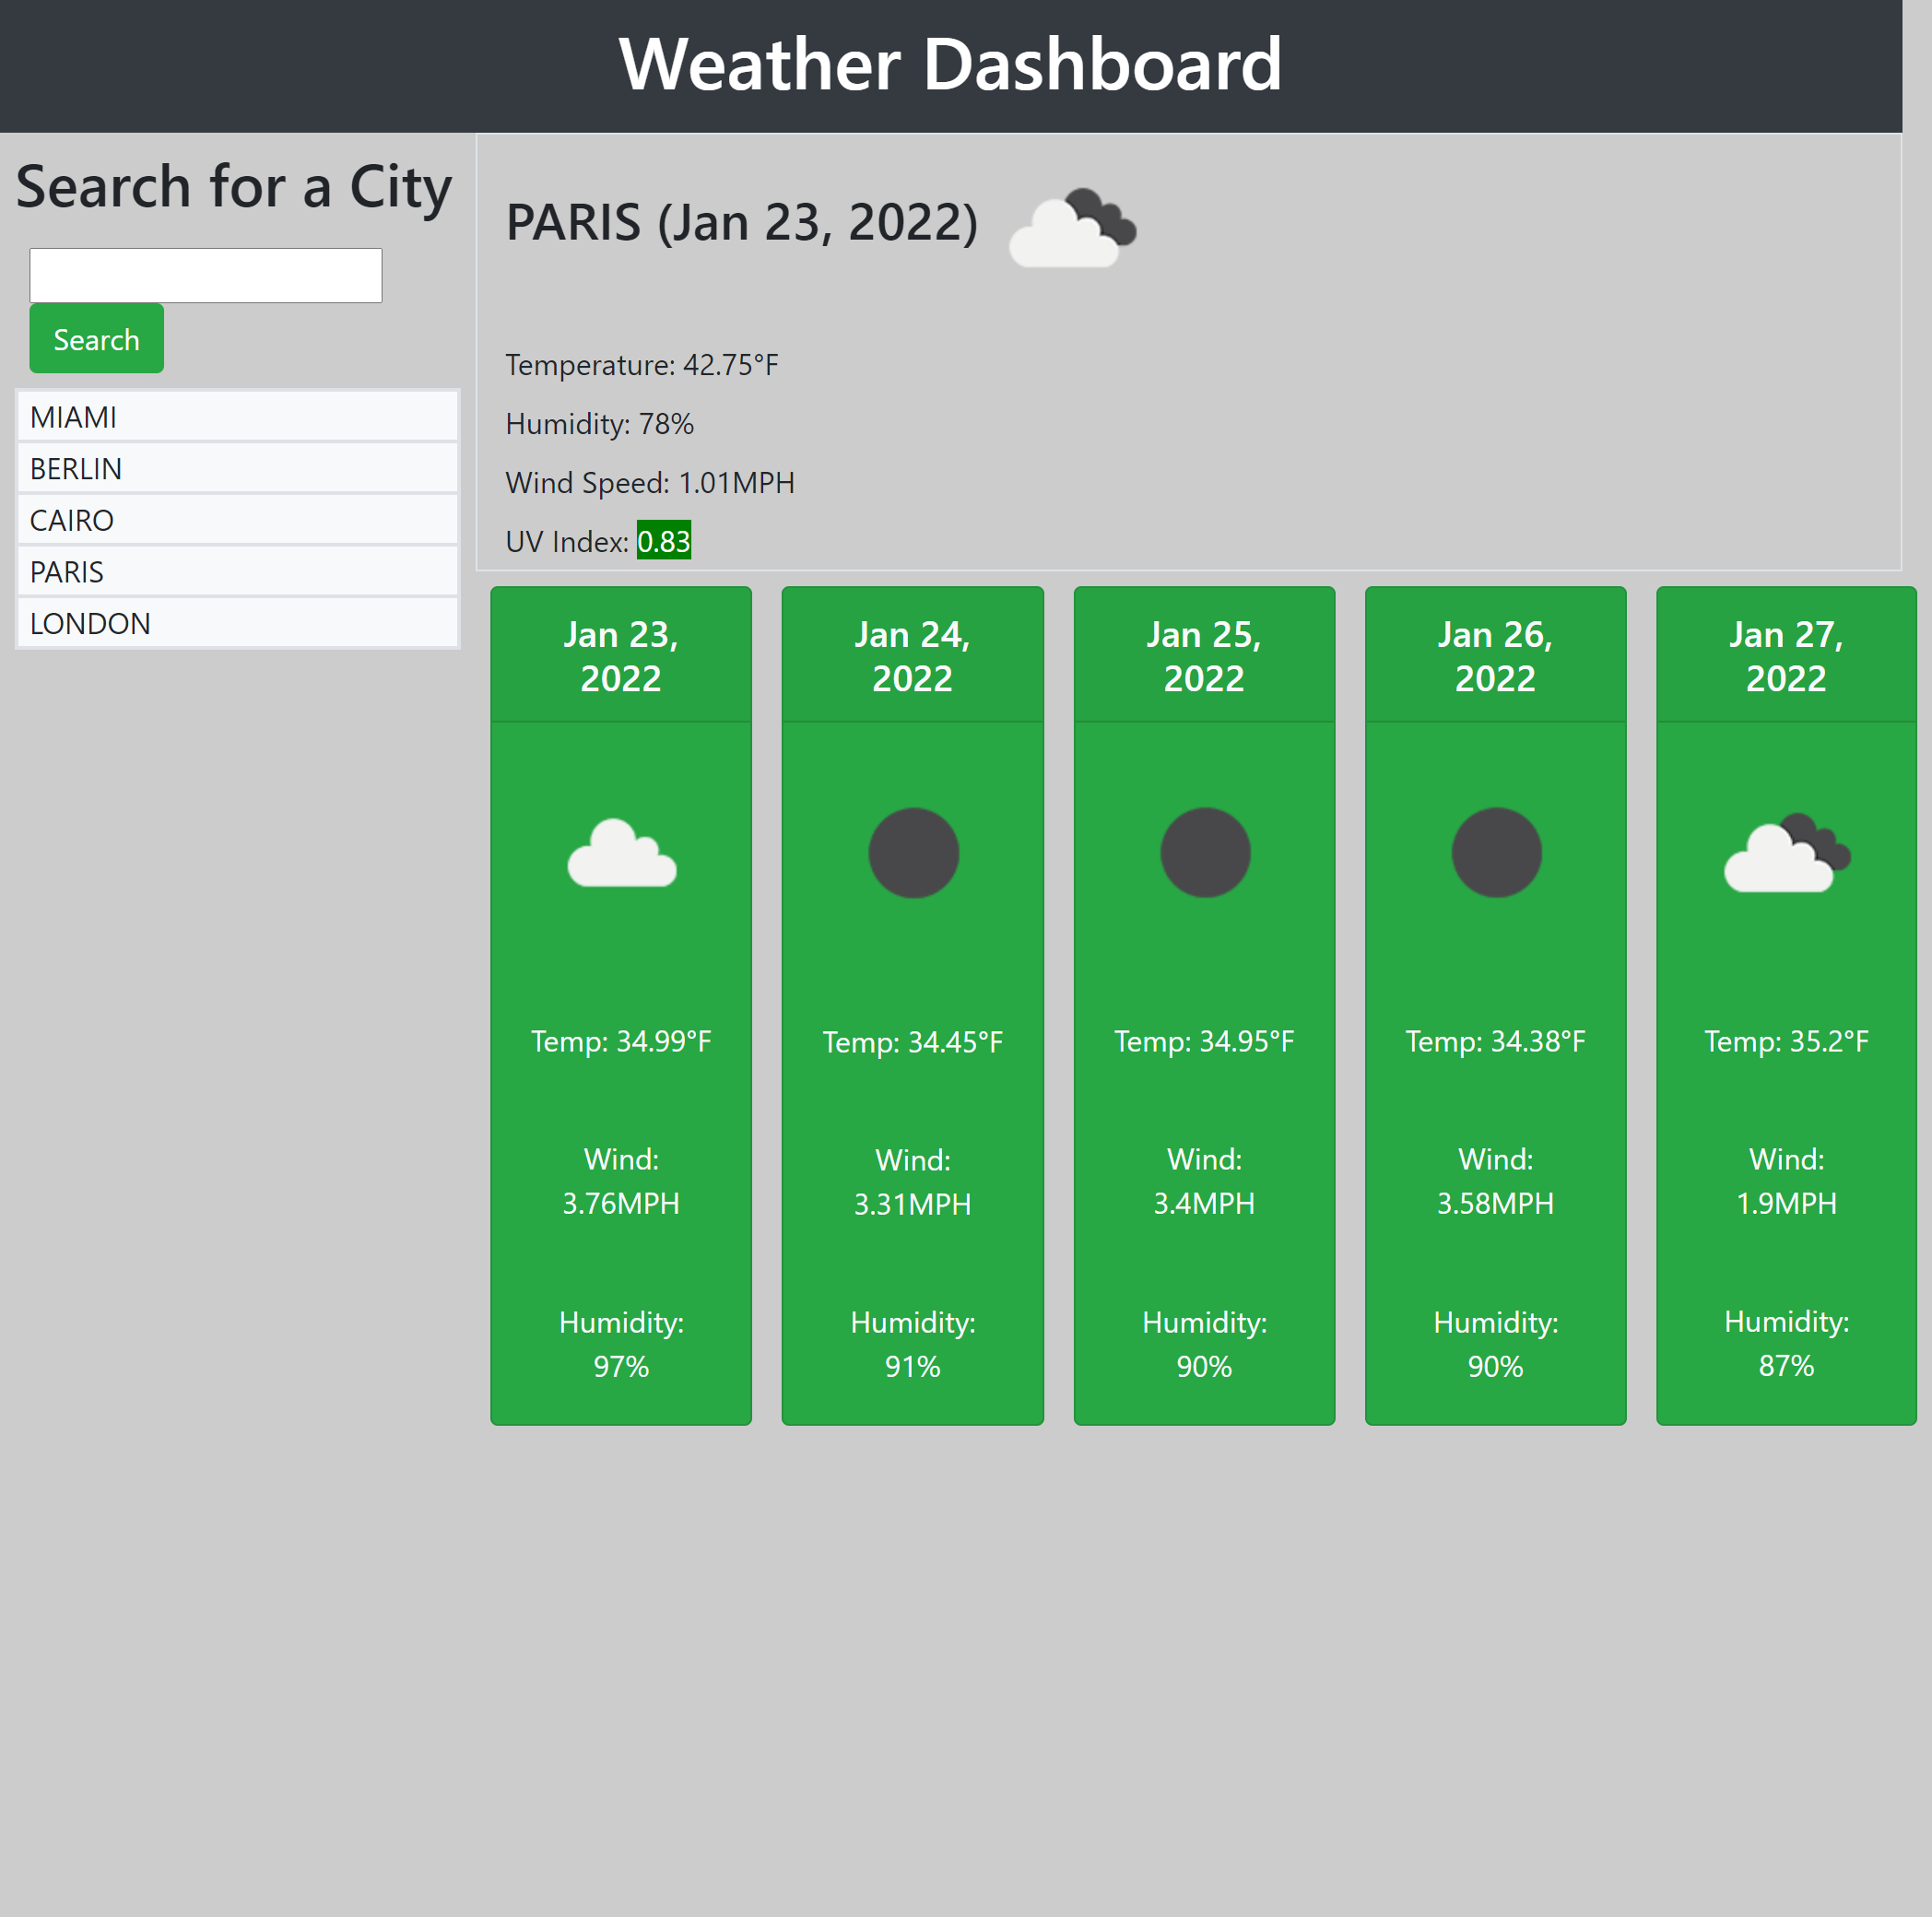 Weather Dashboard
Search for a City
Search
MIAMI
BERLIN
CAIRO
PARIS
LONDON
PARIS (Jan 23, 2022)
Temperature: 42.75°F
Humidity: 78%
Wind Speed: 1.01MPH
UV Index: 0.83
Jan 23,
2022
Temp: 34.99°F
Wind:
3.76MPH
Humidity:
97%
Jan 24,
2022
Temp: 34.45°F
Wind:
3.31MPH
Humidity:
91%
Jan 25,
2022
Temp: 34.95°F
Wind:
3.4MPH
Humidity:
90%
Jan 26,
2022
Temp: 34.38°F
Wind:
3.58MPH
Humidity:
90%
Jan 27,
2022
Temp: 35.2°F
Wind:
1.9MPH
Humidity:
87%